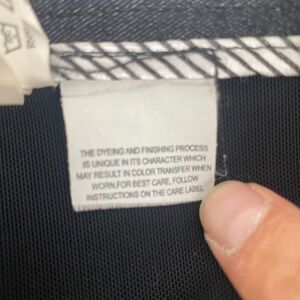 THE DYEING AND FINISHING PROCESS
IS UNIQUE IN ITS CHARACTER WHICH
MAY RESULT IN COLOR TRANSFER WHEN
WORN.FOR BEST CARE, FOLLOW
INSTRUCTIONS ON THE CARE LABEL